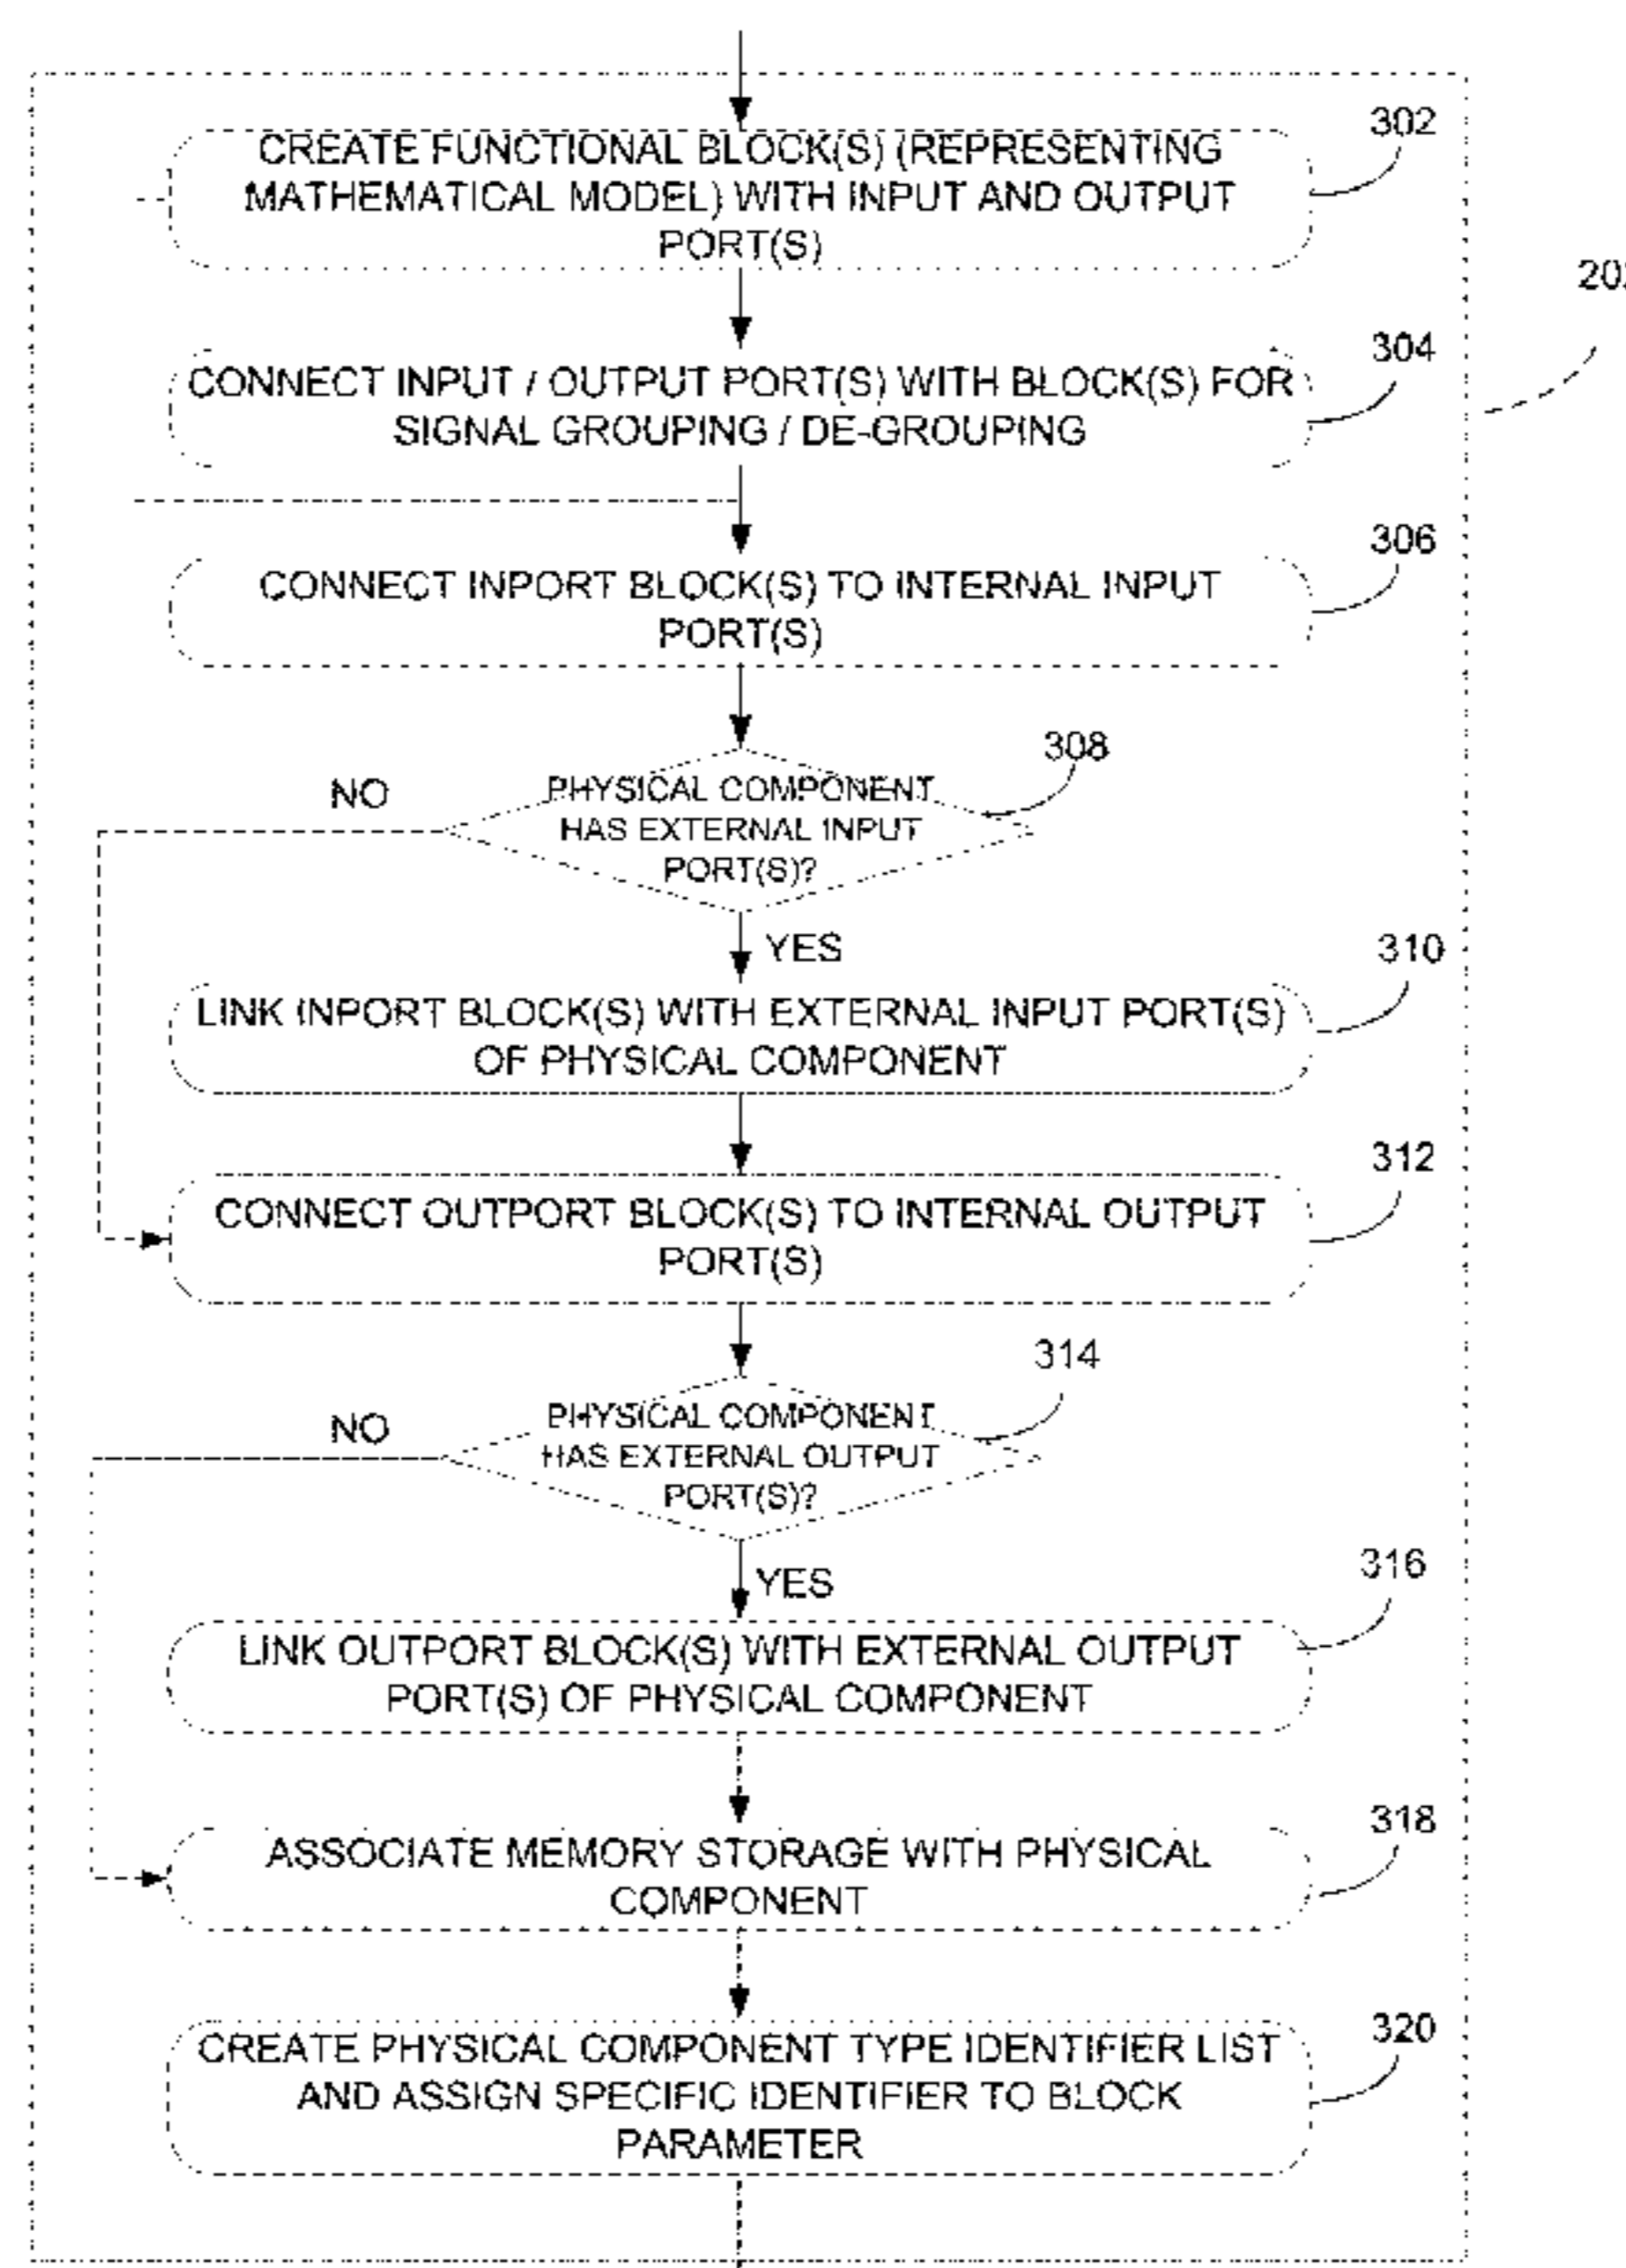 302
CREATE FUNCTIONAL BLOCK(S) (REPRESENTING
MATHEMATICAL MODEL) WITH INPUT AND OUTPUT
PORT(S)
304
CONNECT INPUT / OUTPUT PORT(S) WITH BLOCK(S) FOR
SIGNAL GROUPING / DE-GROUPING
306
CONNECT INPORT BLOCK(S) TO INTERNAL INPUT
PORT(S)
308
NO
PHYSICAL COMPONENT
HAS EXTERNAL INPUT
PORT(S)?
YES
310
LINK INPORT BLOCK(S) WITH EXTERNAL INPUT PORT(S)
OF PHYSICAL COMPONENT
312
CONNECT OUTPORT BLOCK(S) TO INTERNAL OUTPUT
PORT(S)
314
NO
PHYSICAL COMPONENT
HAS EXTERNAL OUTPUT
PORT(S)?
YES
316
LINK OUTPORT BLOCK(S) WITH EXTERNAL OUTPUT
PORT(S) OF PHYSICAL COMPONENT
318
ASSOCIATE MEMORY STORAGE WITH PHYSICAL
COMPONENT
320
CREATE PHYSICAL COMPONENT TYPE IDENTIFIER LIST
AND ASSIGN SPECIFIC IDENTIFIER TO BLOCK
PARAMETER